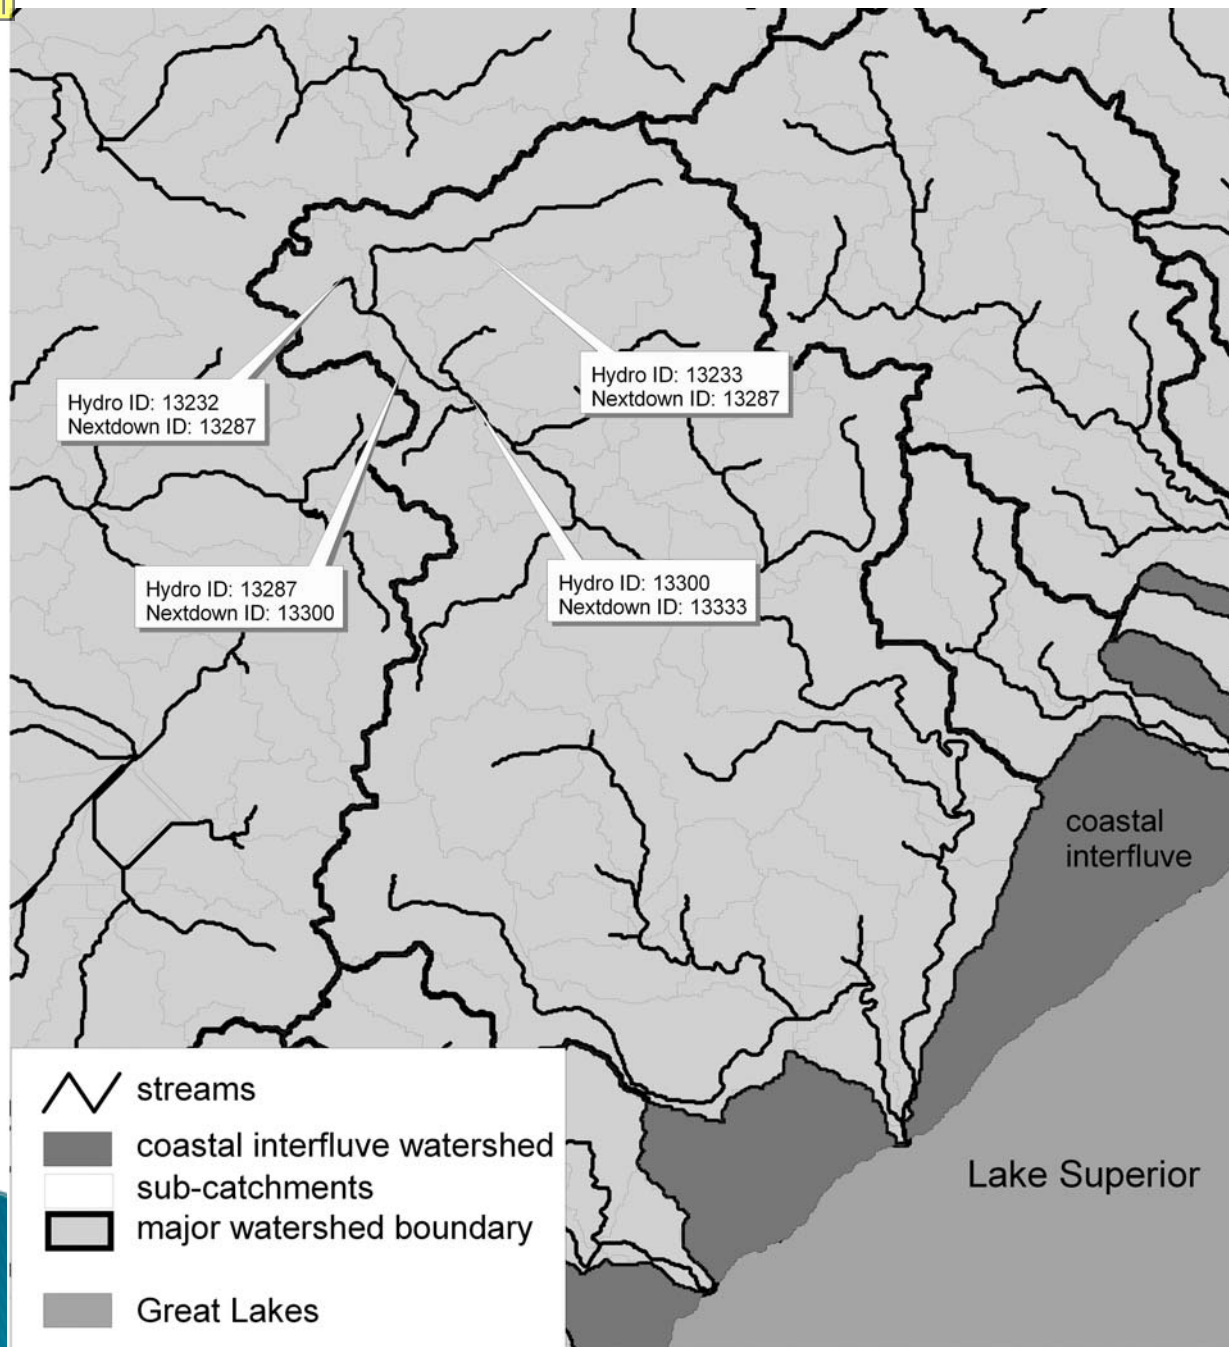 Hydro ID: 13233
Nextdown ID: 13287
Hydro ID: 13232
Nextdown ID: 13287
Hydro ID: 13287
Nextdown ID: 13300
Hydro ID: 13300
Nextdown ID: 13333
coastal
interfluve
streams
coastal interfluve watershed
sub-catchments
major watershed boundary
Great Lakes
Lake Superior